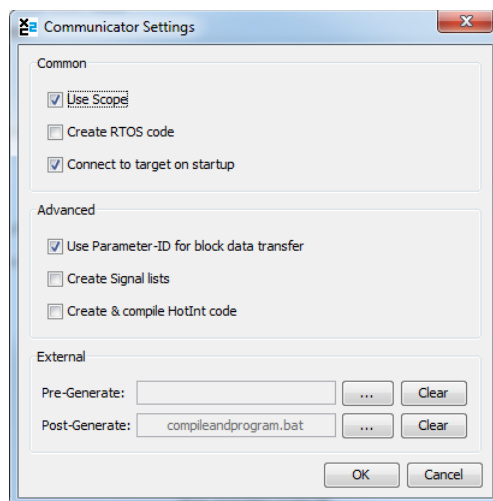 X2 Communicator Settings
Common
Use Scope
Create RTOS code
Connect to target on startup
Advanced
Use Parameter-ID for block data transfer
Create Signal lists
Create & compile HotInt code
External
Pre-Generate: ... Clear
Post-Generate: compileandprogram.bat ... Clear
OK Cancel